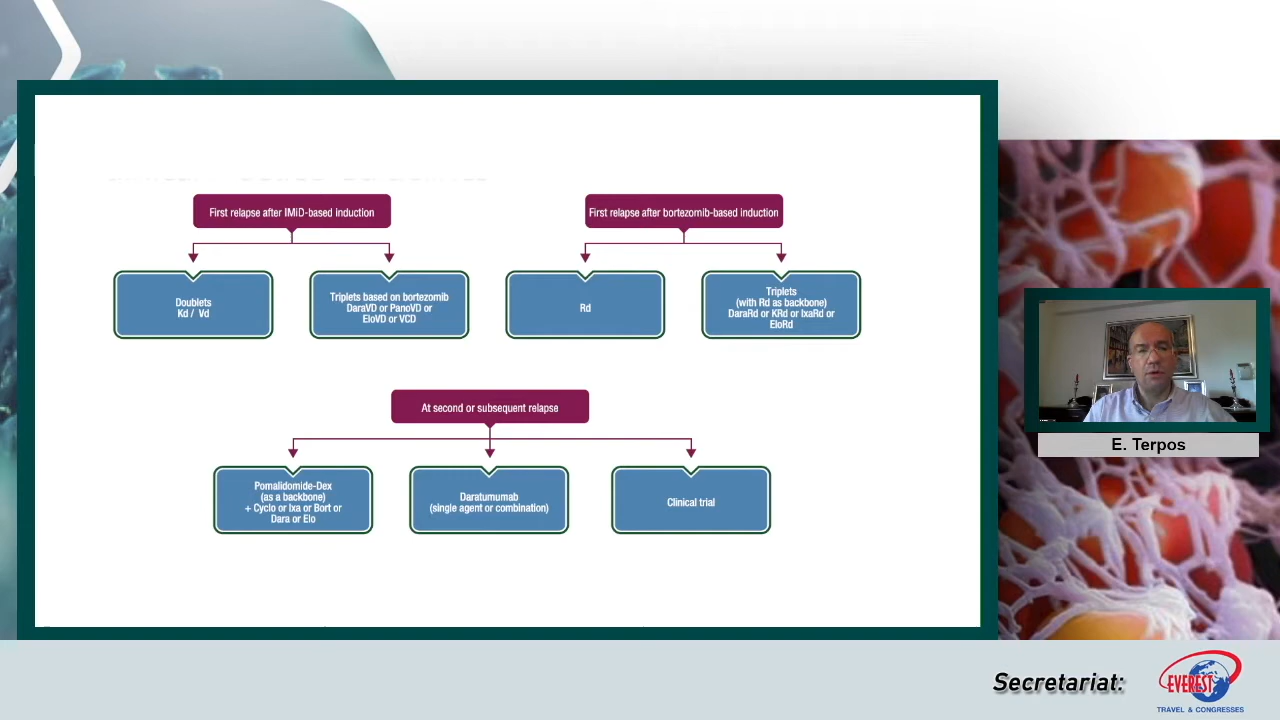 First relapse after IMiD-based induction
First relapse after bortezomib-based induction
Doublets
Kd / Vd
Triplets based on bortezomib
DaraVD or PanoVD or
EloVD or VCD
Rd
Triplets
(with Rd as backbone)
DaraRd or KRd or IxaRd or
EloRd
At second or subsequent relapse
Pomalidomide-Dex
(as a backbone)
+ Cyclo or Ixa or Bort or
Dara or Elo
Daratumumab
(single agent or combination)
Clinical trial
E. Terpos
Secretariat:
EVEREST
TRAVEL & CONGRESSES